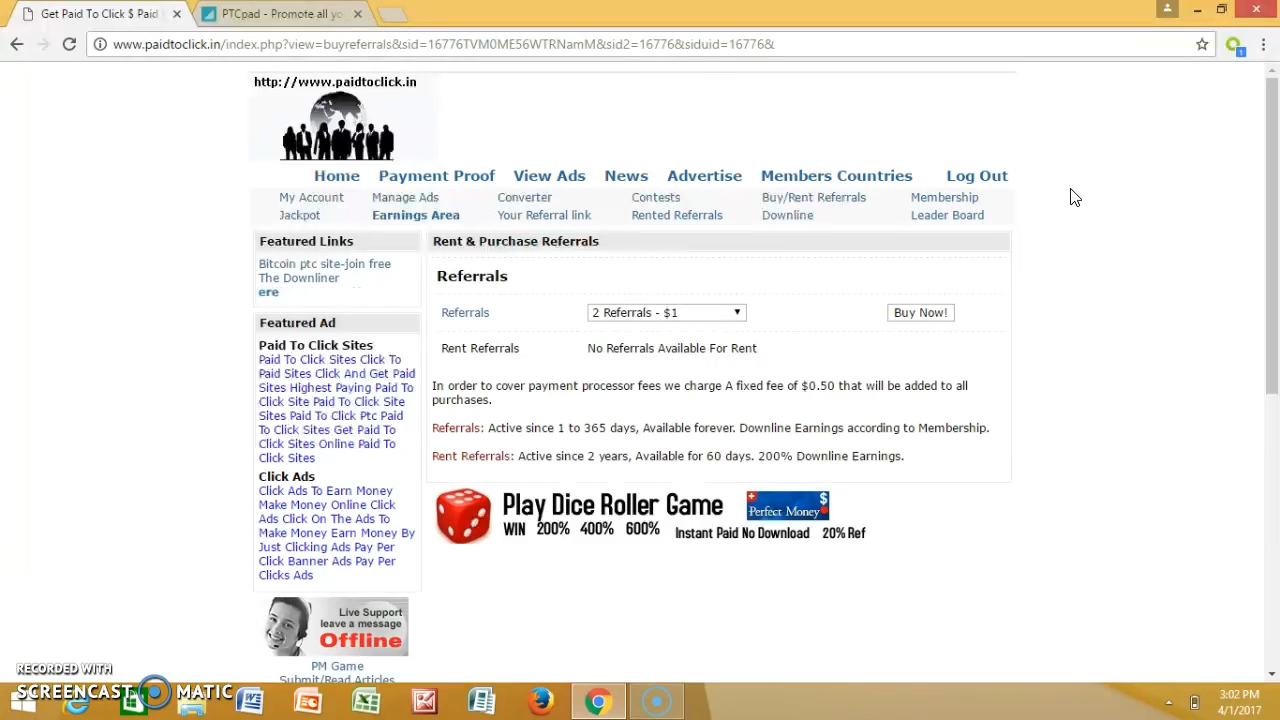 Get Paid To Click $ Paid
PTCpad - Promote all yo
www.paidtoclick.in/index.php?view=buyreferrals&sid=16776TVM0ME56WTRNamM&sid2=16776&siduid=16776&
http://www.paidtoclick.in
Home Payment Proof View Ads News Advertise Members Countries Log Out
My Account Manage Ads Converter Contests Buy/Rent Referrals Membership
Jackpot Earnings Area Your Referral link Rented Referrals Downline Leader Board
Featured Links
Bitcoin ptc site-join free
The Downliner
ere
Featured Ad
Paid To Click Sites
Paid To Click Sites Click To
Paid Sites Click And Get Paid
Sites Highest Paying Paid To
Click Site Paid To Click Site
Sites Paid To Click Ptc Paid
To Click Sites Get Paid To
Click Sites Online Paid To
Click Sites
Click Ads
Click Ads To Earn Money
Make Money Online Click
Ads Click On The Ads To
Make Money Earn Money By
Just Clicking Ads Pay Per
Click Banner Ads Pay Per
Clicks Ads
Live Support
leave a message
Offline
PM Game
Submit/Read Articles
Rent & Purchase Referrals
Referrals
Referrals 2 Referrals - $1 Buy Now!
Rent Referrals No Referrals Available For Rent
In order to cover payment processor fees we charge A fixed fee of $0.50 that will be added to all
purchases.
Referrals: Active since 1 to 365 days, Available forever. Downline Earnings according to Membership.
Rent Referrals: Active since 2 years, Available for 60 days. 200% Downline Earnings.
Play Dice Roller Game
WIN 200% 400% 600%
Perfect Money
$
Instant Paid No Download 20% Ref
RECORDED WITH
SCREENCAST MATIC
3:02 PM
4/1/2017